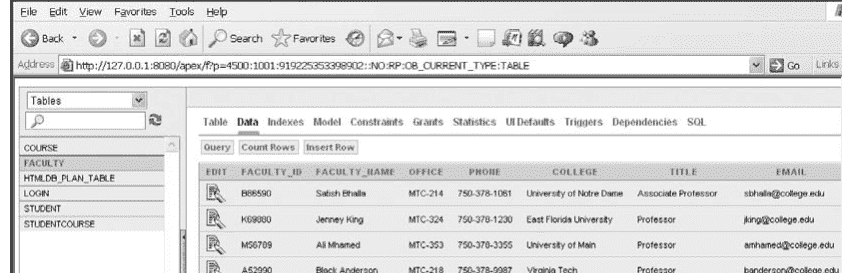 File Edit View Favorites Tools Help
Back Search Favorites
Address http://127.0.0.1:8080/apex/f?p=4500:1001:919225353398902::NO:RP:OB_CURRENT_TYPE:TABLE Go Links
Tables
Table Data Indexes Model Constraints Grants Statistics UI Defaults Triggers Dependencies SQL
Query Count Rows Insert Row
COURSE
FACULTY
HTMLDB_PLAN_TABLE
LOGIN
STUDENT
STUDENTCOURSE
EDIT FACULTY_ID FACULTY_NAME OFFICE PHONE COLLEGE TITLE EMAIL
B86590 Satish Bhalla MTC-214 750-378-1061 University of Notre Dame Associate Professor sbhalla@college.edu
K69880 Jenney King MTC-324 750-378-1230 East Florida University Professor jking@college.edu
M56789 Ali Mhamed MTC-353 750-378-3355 University of Main Professor amhamed@college.edu
A52990 Black Anderson MTC-218 750-378-9987 Virginia Tech Professor banderson@college.edu